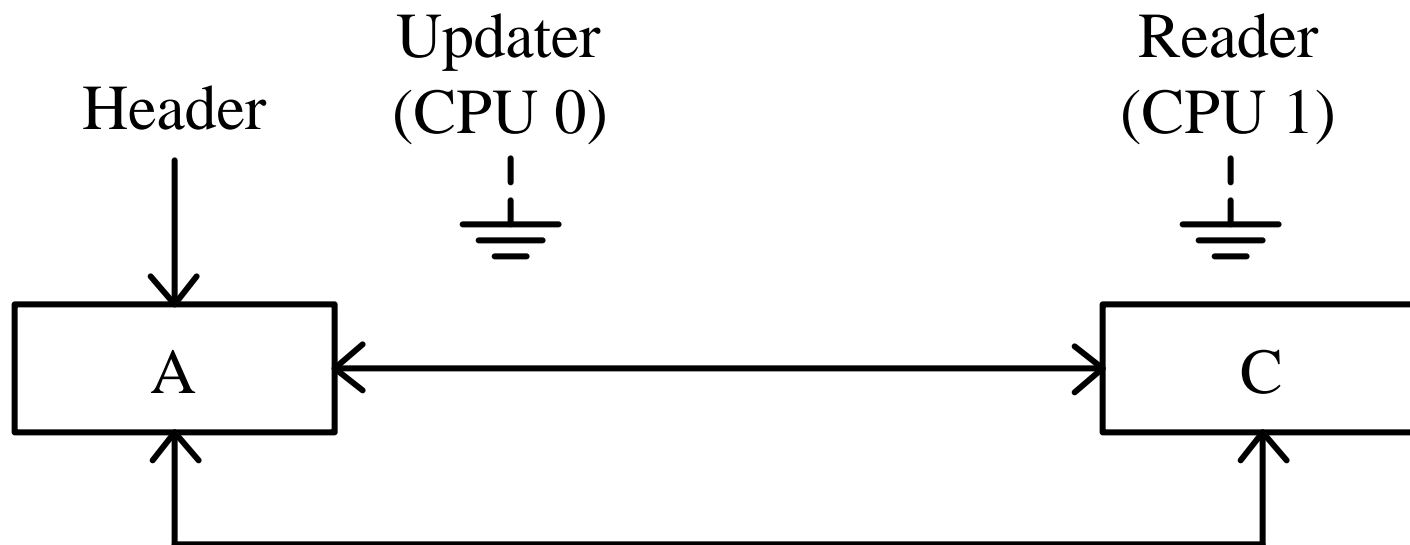 Header
Updater
(CPU 0)
Reader
(CPU 1)
A
C